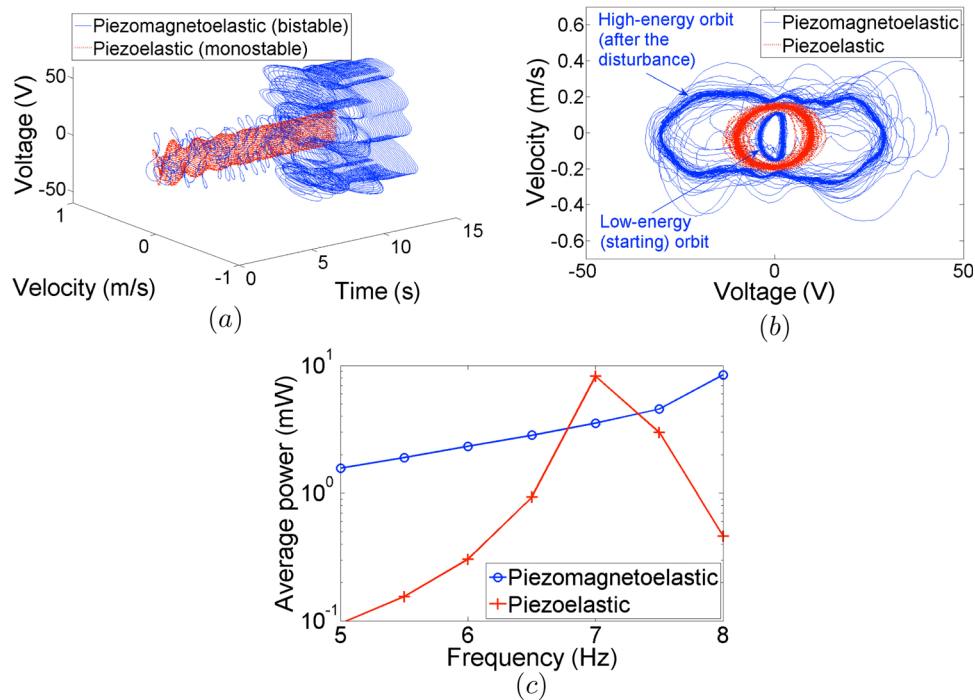 Piezomagnetoelastic (bistable)
Piezoelastic (monostable)
Voltage (V)
50
0
-50
1
0
-1
Velocity (m/s)
0
5
10
15
Time (s)
(a)
High-energy orbit
(after the
disturbance)
Piezomagnetoelastic
Piezoelastic
Velocity (m/s)
0.6
0.4
0.2
0
-0.2
-0.4
-0.6
Low-energy
(starting) orbit
-50
0
50
Voltage (V)
(b)
Average power (mW)
10^1
10^0
10^-1
Piezomagnetoelastic
Piezoelastic
5
6
7
8
Frequency (Hz)
(c)